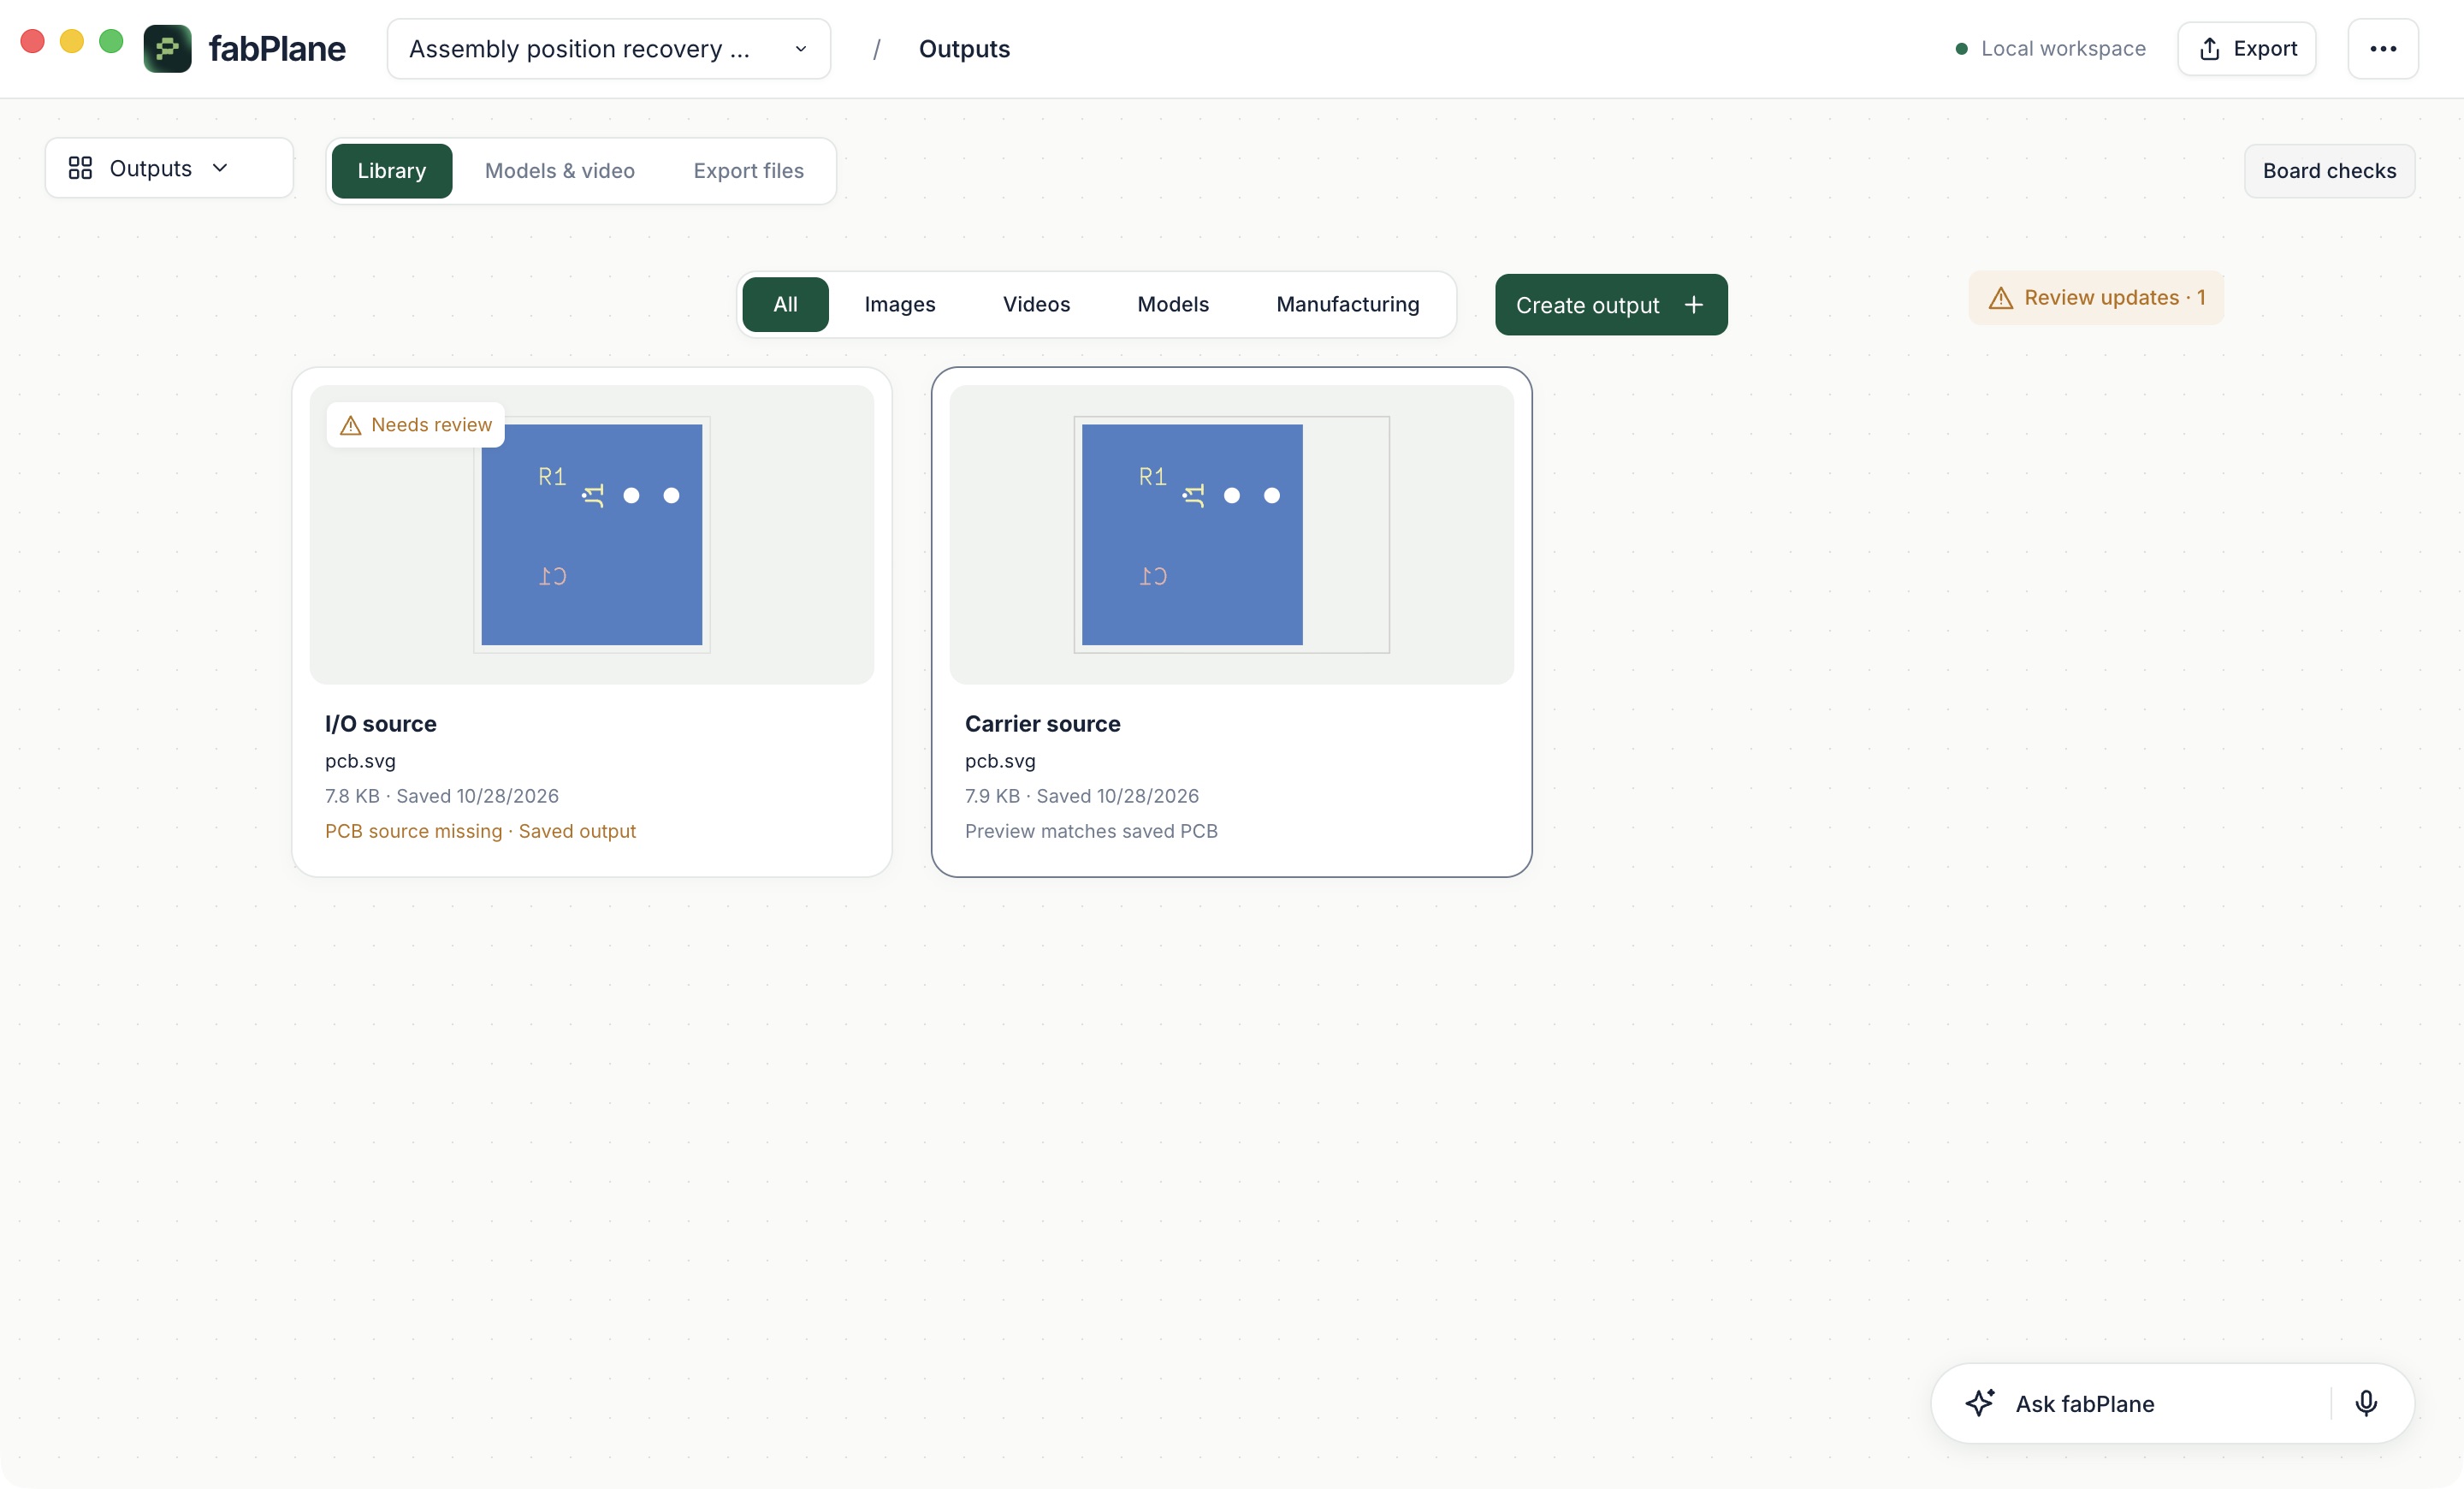 fabPlane
Assembly position recovery ...
/
Outputs
Local workspace
Export
Outputs
Library
Models & video
Export files
Board checks
All
Images
Videos
Models
Manufacturing
Create output
Review updates · 1
Needs review
R1
J1
C1
R1
J1
C1
I/O source
pcb.svg
7.8 KB · Saved 10/28/2026
PCB source missing · Saved output
Carrier source
pcb.svg
7.9 KB · Saved 10/28/2026
Preview matches saved PCB
Ask fabPlane